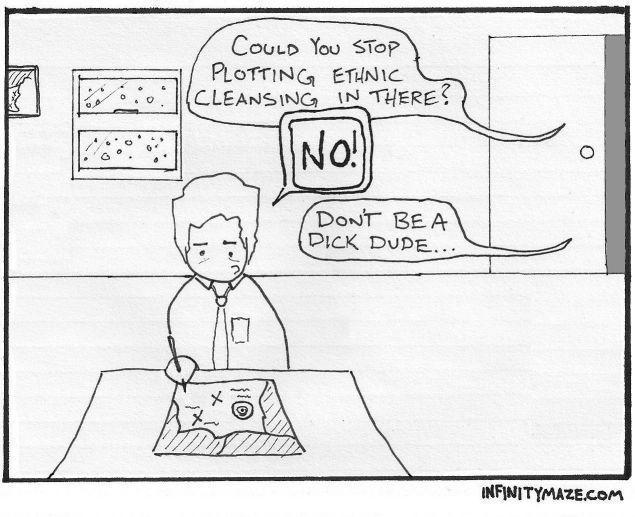 COULD YOU STOP
PLOTTING ETHNIC
CLEANSING IN THERE?
NO!
DON'T BE A
DICK DUDE...
INFINITYMAZE.COM